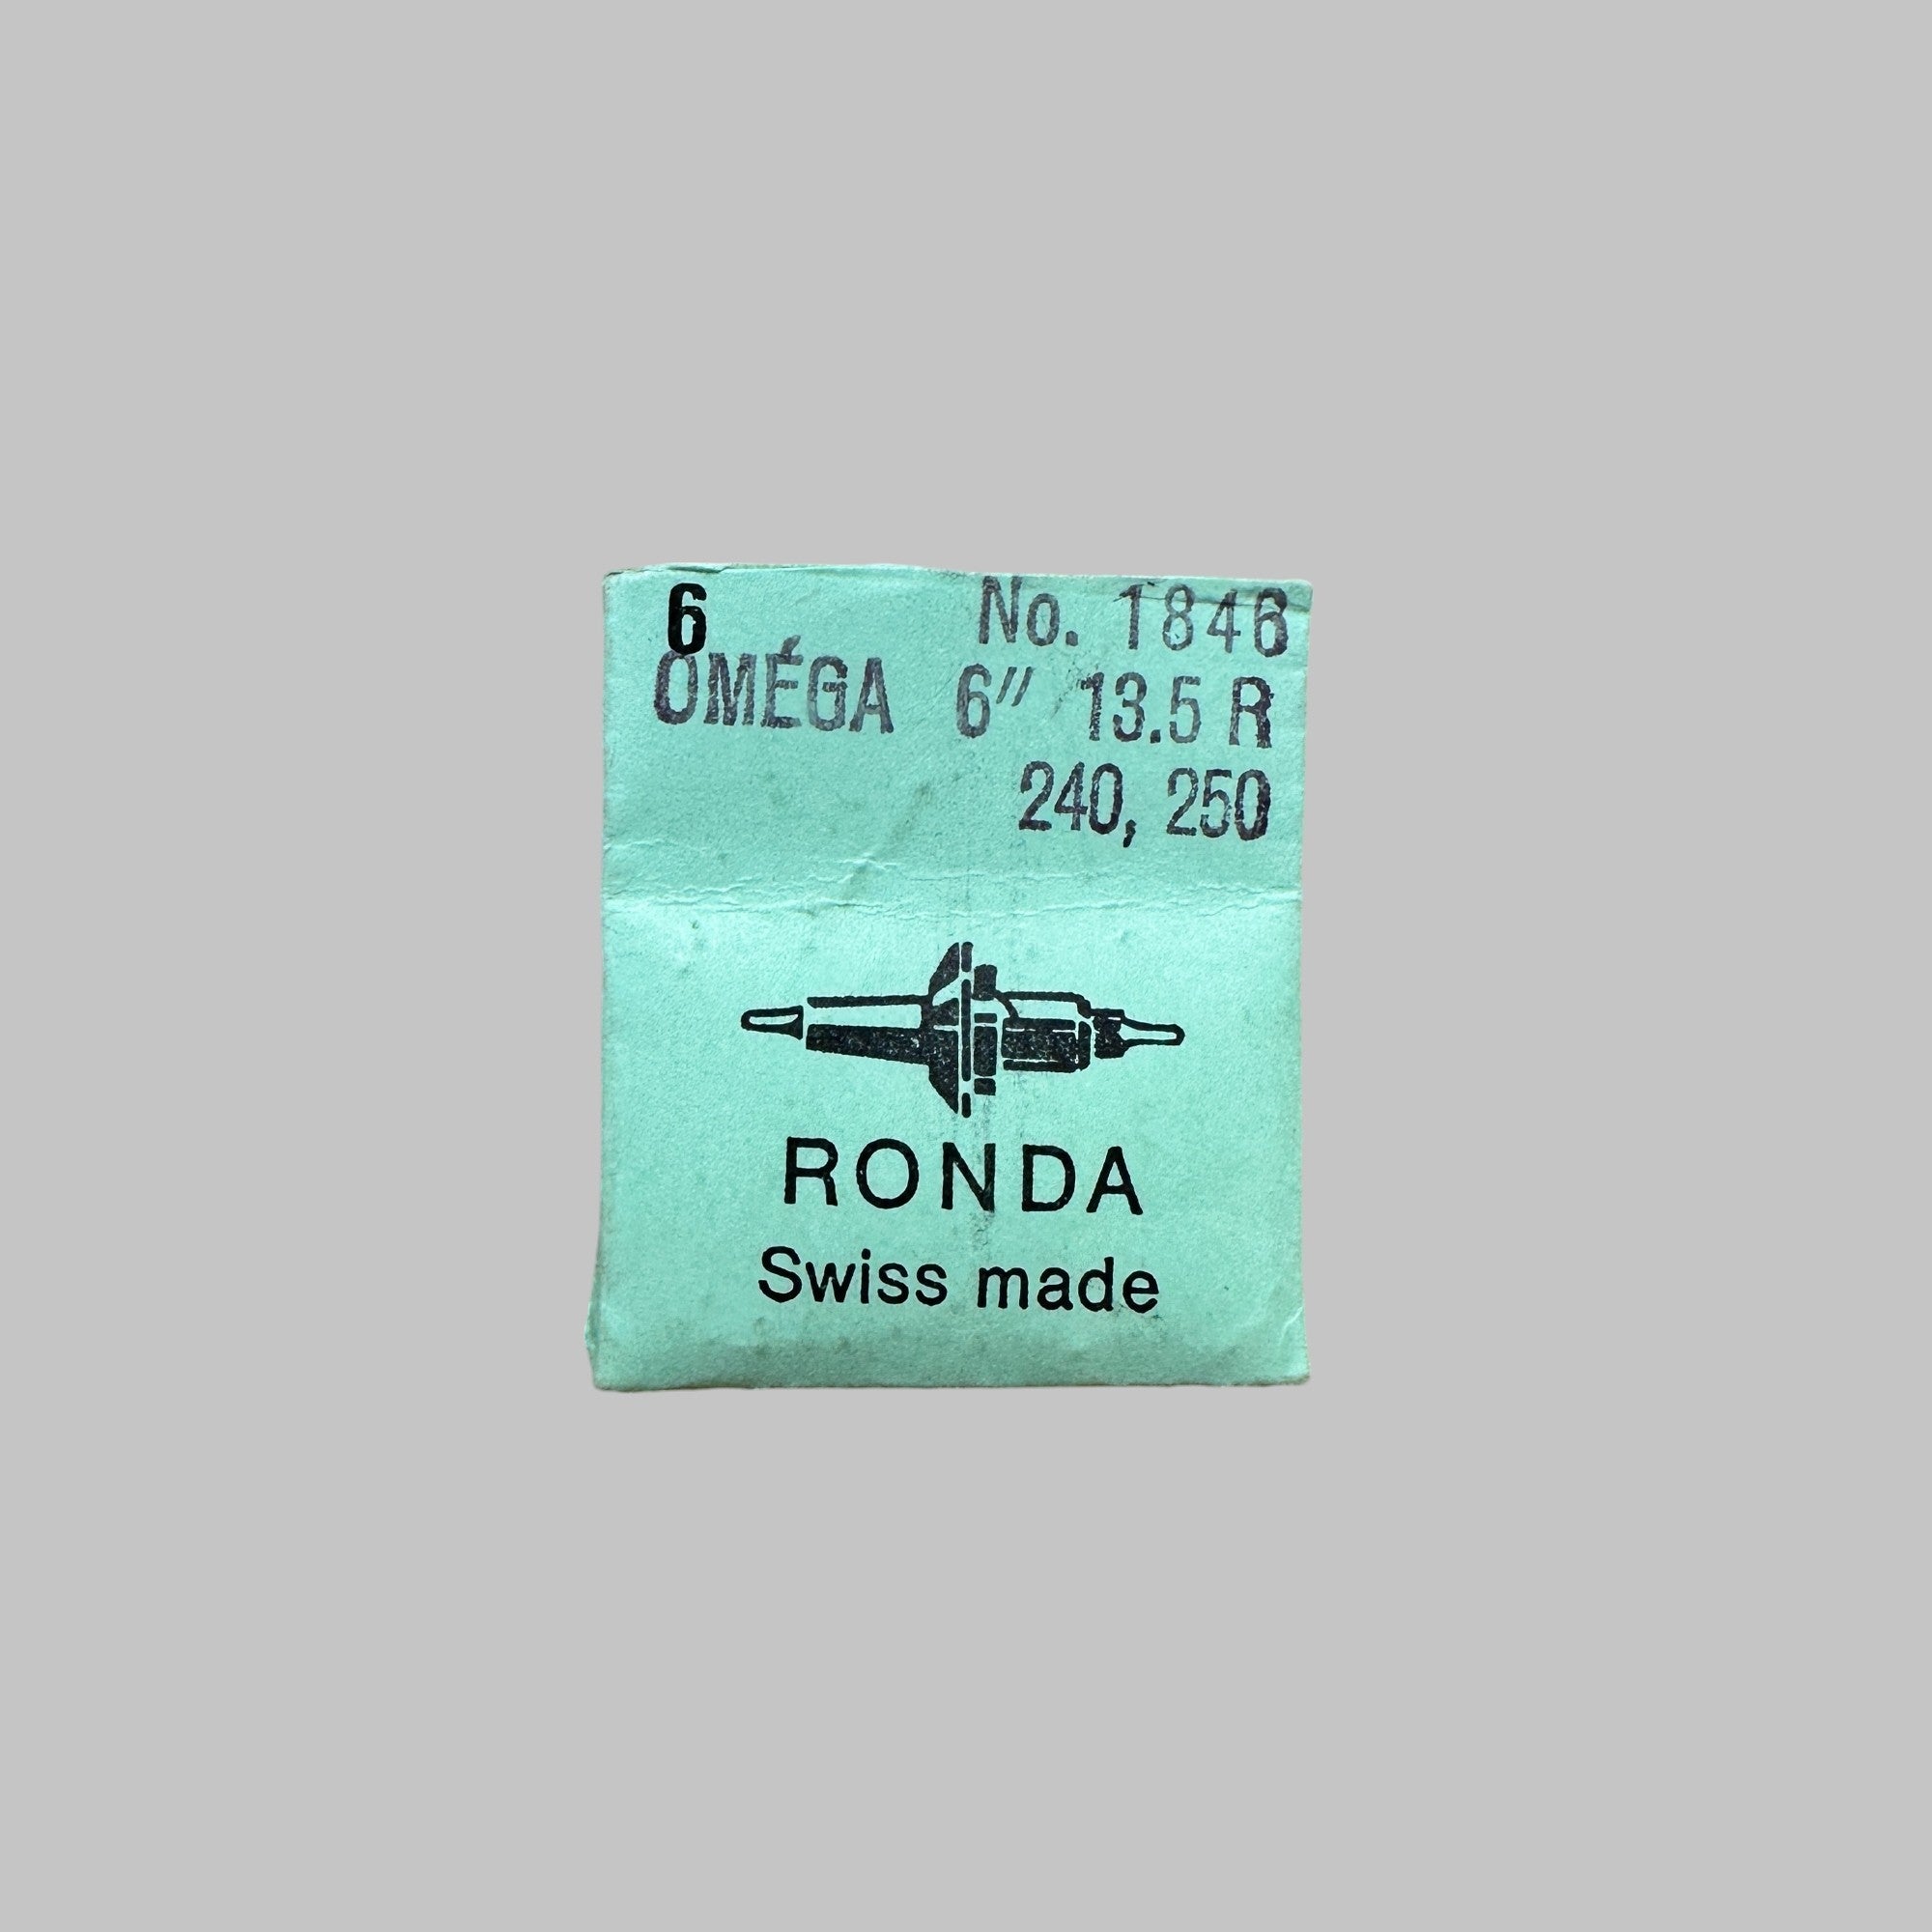 6 No. 1846
OMÉGA 6″ 13.5 R
240, 250
RONDA
Swiss made